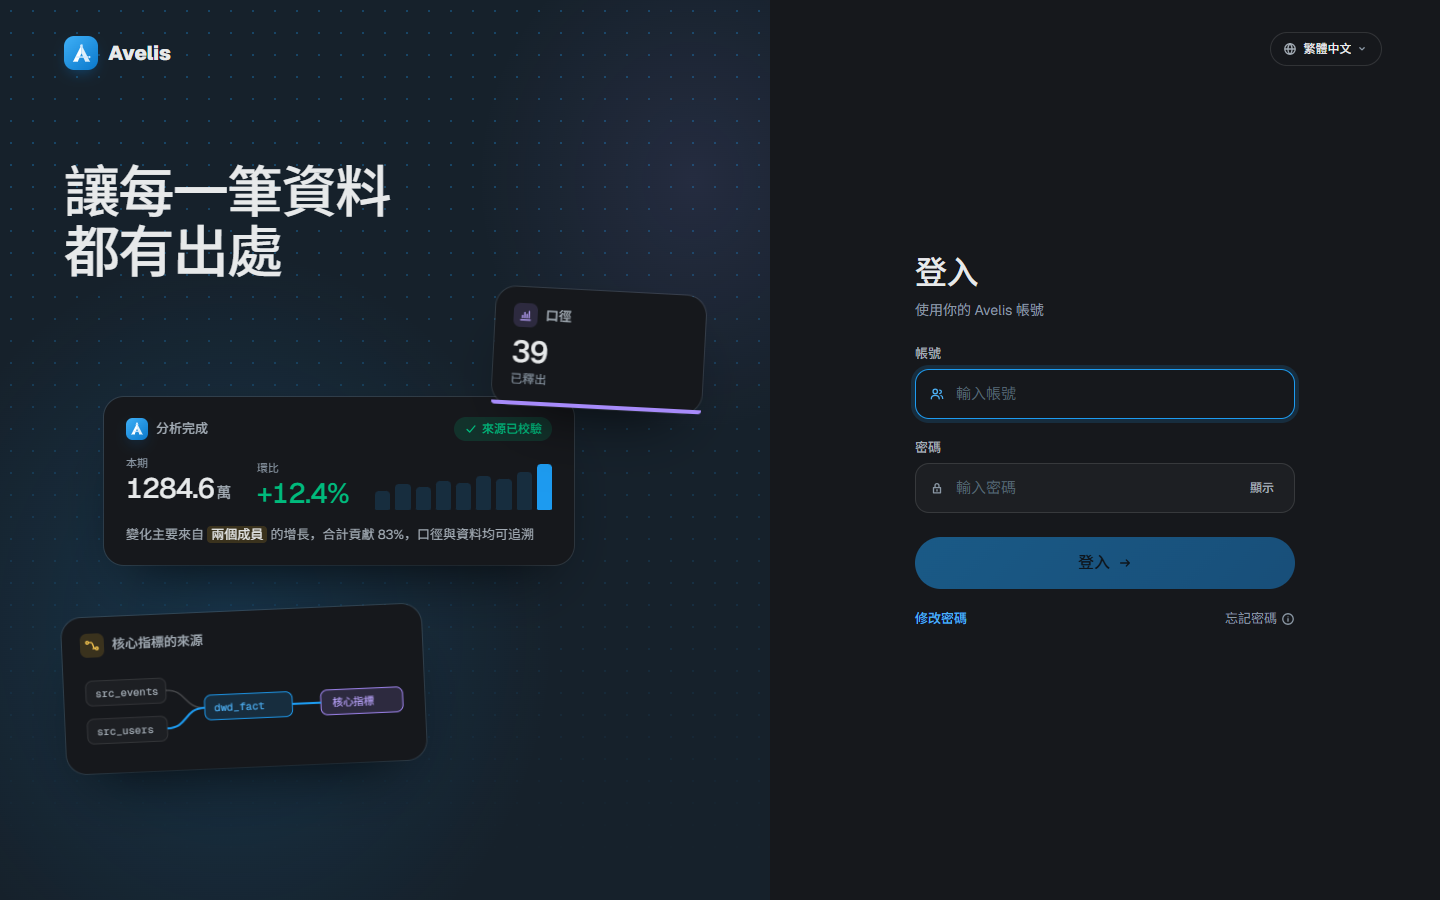 Avelis
繁體中文
讓每一筆資料
都有出處
口徑
39
已釋出
分析完成
來源已校驗
本期
1284.6萬
環比
+12.4%
變化主要來自 兩個成員 的增長，合計貢獻 83%，口徑與資料均可追溯
核心指標的來源
src_events
src_users
dwd_fact
核心指標
登入
使用你的 Avelis 帳號
帳號
輸入帳號
密碼
輸入密碼
顯示
登入 →
修改密碼
忘記密碼